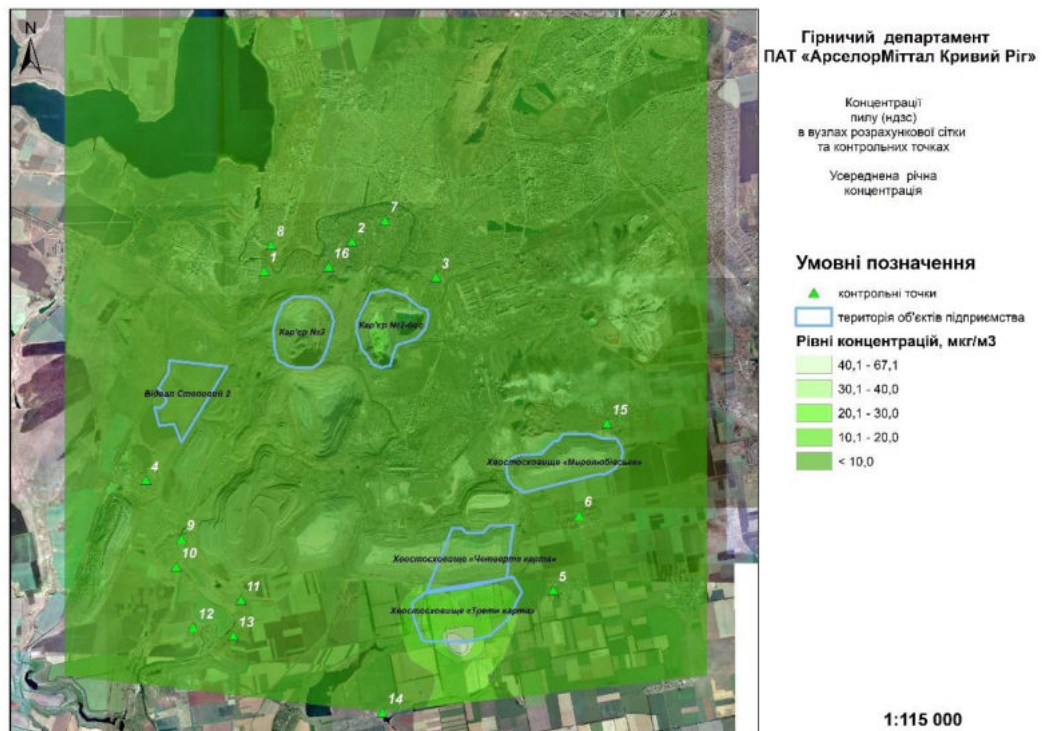 N
Гірничий департамент
ПАТ «АрселорМіттал Кривий Ріг»
Концентрації
пилу (ндзс)
в вузлах розрахункової сітки
та контрольних точках
Усереднена річна
концентрація
Умовні позначення
контрольні точки
територія об'єктів підприємства
Рівні концентрацій, мкг/м3
40,1 - 67,1
30,1 - 40,0
20,1 - 30,0
10,1 - 20,0
< 10,0
1:115 000
7
2
8
1
16
3
Кар'єр №3
Кар'єр №2-біс
Відвал Степовий 2
15
Хвостосховище «Миролюбівське»
4
6
9
Хвостосховище «Четверта карта»
10
5
11
Хвостосховище «Третя карта»
12
13
14